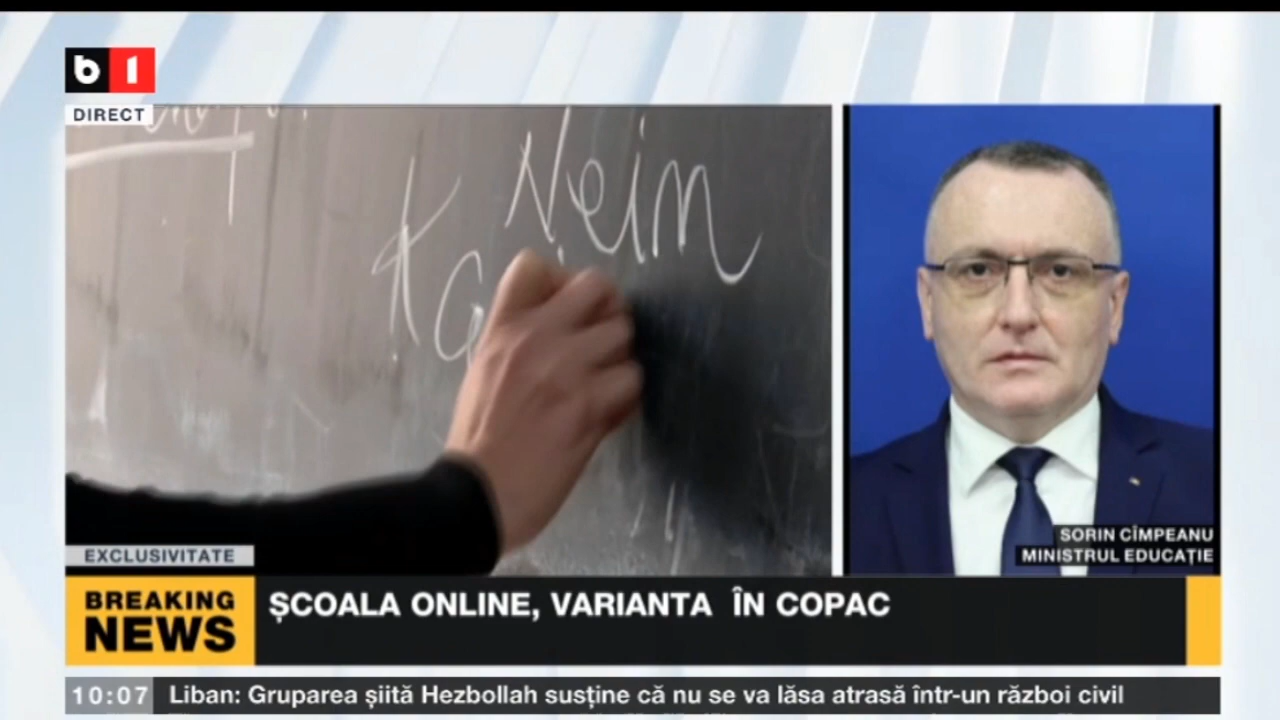 b 1
DIRECT
Nein
EXCLUSIVITATE
SORIN CÎMPEANU
MINISTRUL EDUCAȚIE
BREAKING
NEWS
ȘCOALA ONLINE, VARIANTA ÎN COPAC
10:07 Liban: Gruparea șiită Hezbollah susține că nu se va lăsa atrasă într-un război civil